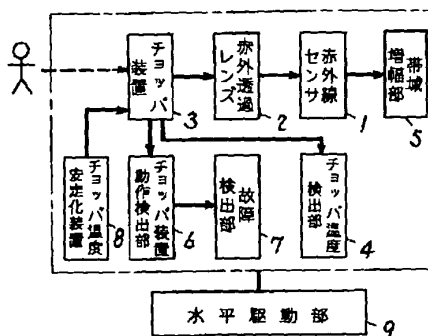 チョッパ装置
3
赤外透過レンズ
2
赤外線センサ
1
帯域増幅部
5
チョッパ温度安定化装置
8
チョッパ装置動作検出部
6
故障検出部
7
チョッパ温度検出部
4
水平駆動部
9